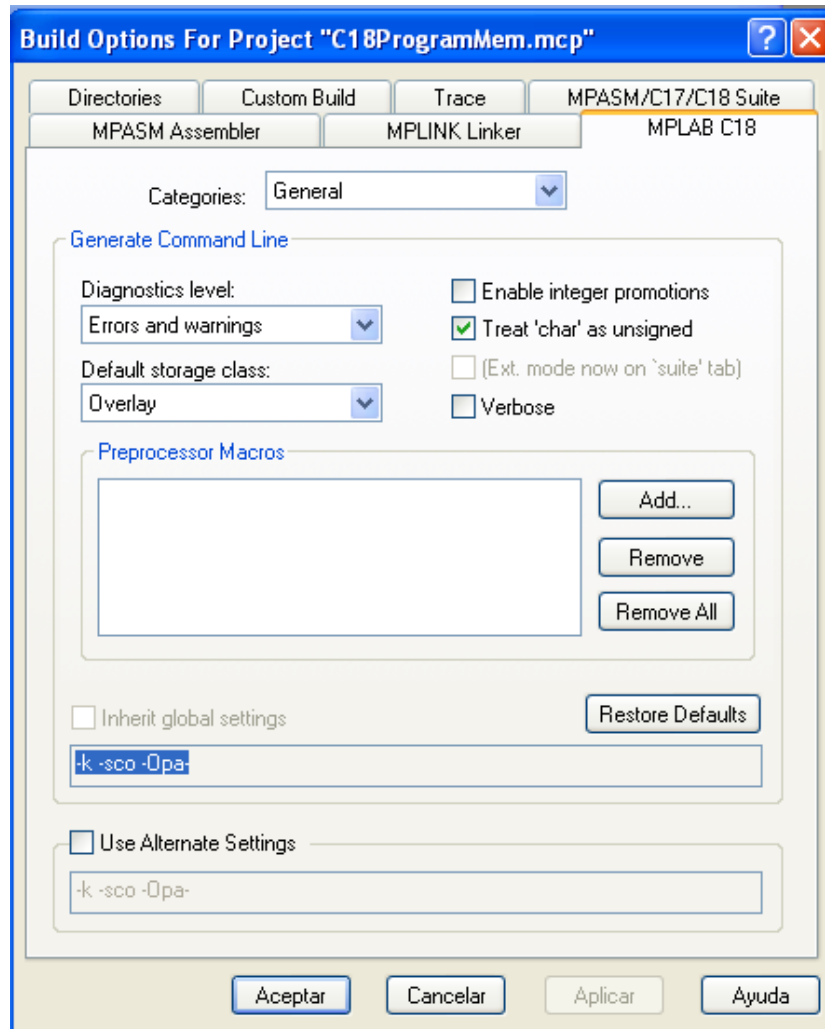 Build Options For Project "C18ProgramMem.mcp"
Directories
Custom Build
Trace
MPASM/C17/C18 Suite
MPASM Assembler
MPLINK Linker
MPLAB C18
Categories:
General
Generate Command Line
Diagnostics level:
Errors and warnings
Default storage class:
Overlay
Enable integer promotions
Treat 'char' as unsigned
(Ext. mode now on `suite' tab)
Verbose
Preprocessor Macros
Add...
Remove
Remove All
Inherit global settings
Restore Defaults
-k -sco -Opa-
Use Alternate Settings
-k -sco -Opa-
Aceptar
Cancelar
Aplicar
Ayuda